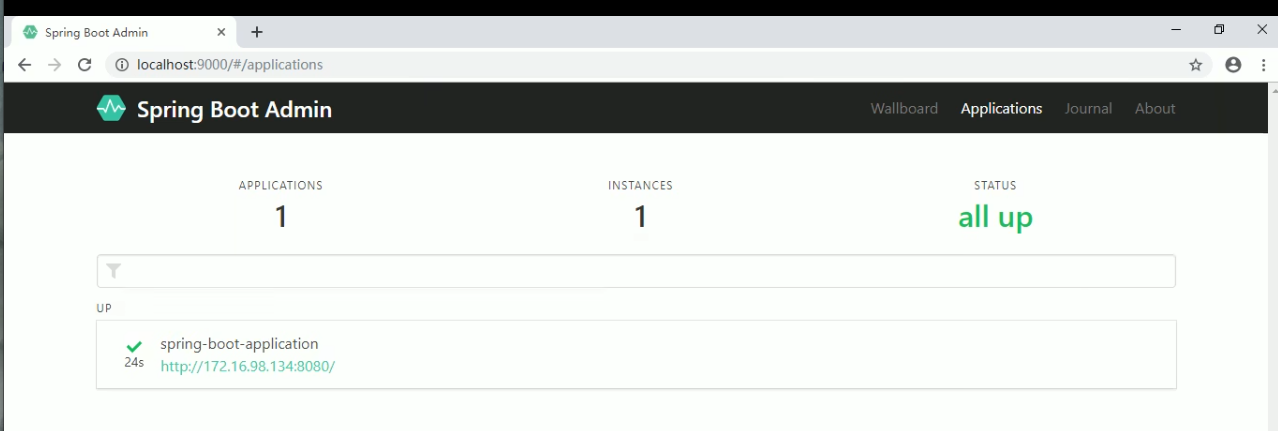 Spring Boot Admin
localhost:9000/#/applications
Spring Boot Admin Wallboard Applications Journal About
APPLICATIONS INSTANCES STATUS
1 1 all up
UP
spring-boot-application
24s
http://172.16.98.134:8080/